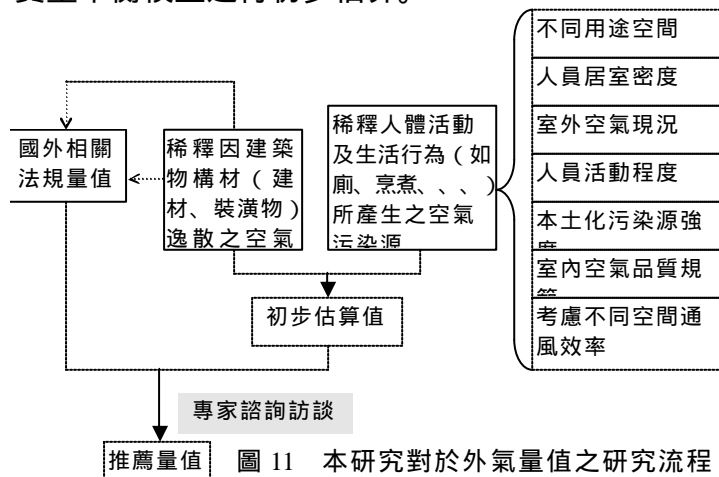 不同用途空間
人員居室密度
室外空氣現況
人員活動程度
本土化污染源強
室內空氣品質規
考慮不同空間通
風效率
國外相關
法規量值
稀釋因建築
物構材（建
材、裝潢物）
逸散之空氣
稀釋人體活動
及生活行為（如
廁、烹煮、、、）
所產生之空氣
污染源
初步估算值
專家諮詢訪談
推薦量值
圖 11 本研究對於外氣量值之研究流程